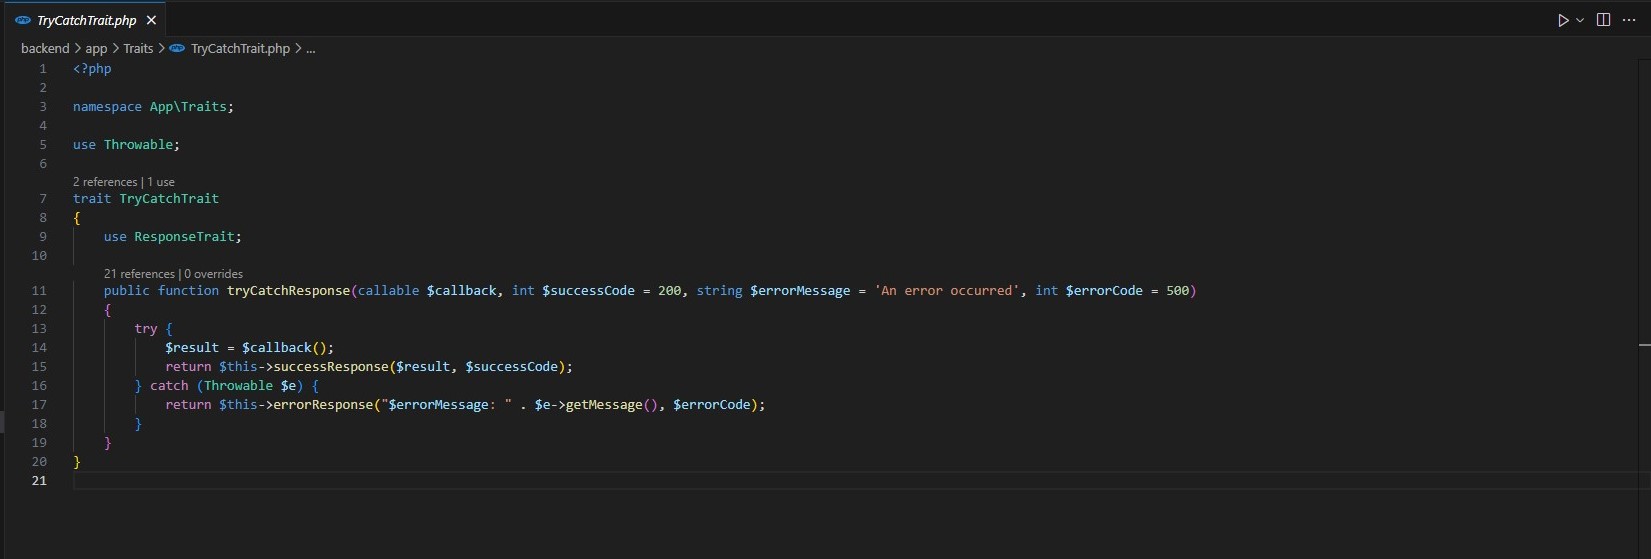 php TryCatchTrait.php ×
backend > app > Traits > php TryCatchTrait.php > ...
1 <?php
2
3 namespace App\Traits;
4
5 use Throwable;
6
2 references | 1 use
7 trait TryCatchTrait
8 {
9     use ResponseTrait;
10
21 references | 0 overrides
11     public function tryCatchResponse(callable $callback, int $successCode = 200, string $errorMessage = 'An error occurred', int $errorCode = 500)
12     {
13         try {
14             $result = $callback();
15             return $this->successResponse($result, $successCode);
16         } catch (Throwable $e) {
17             return $this->errorResponse("$errorMessage: " . $e->getMessage(), $errorCode);
18         }
19     }
20 }
21